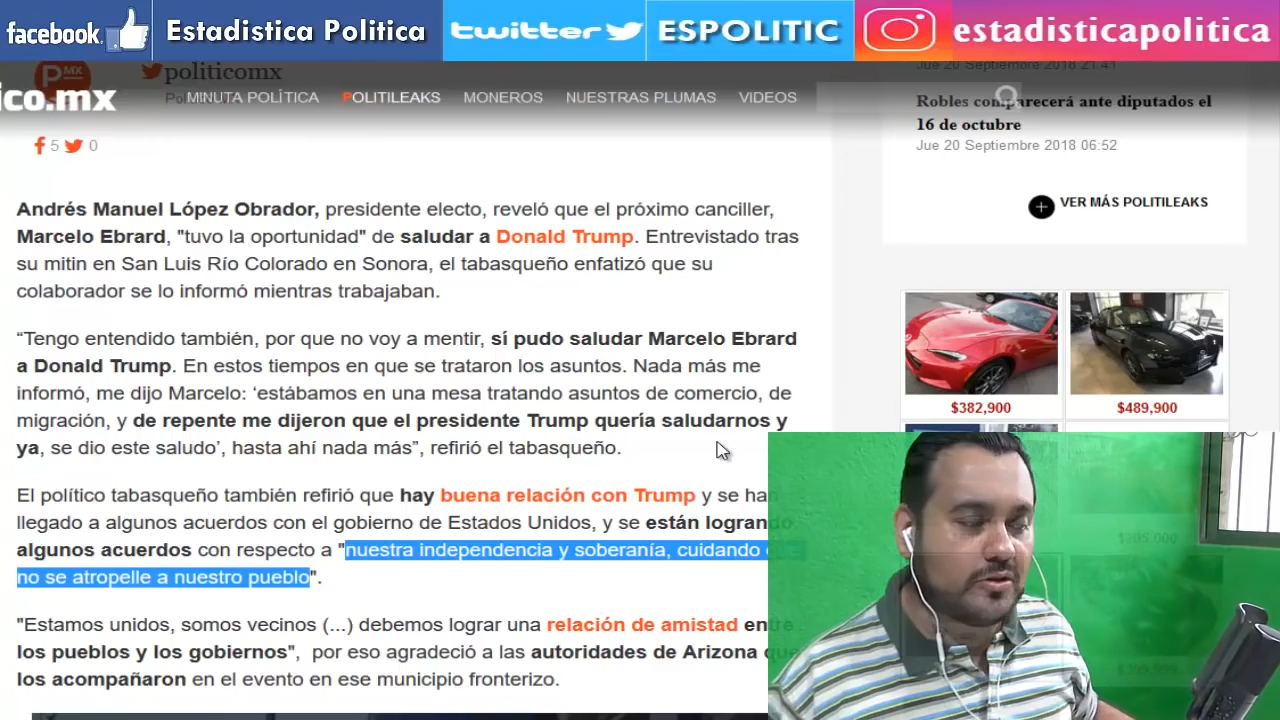 facebook. Estadistica Politica twitter ESPOLITIC estadisticapolitica
PMX politicomx
ico.mx MINUTA POLÍTICA POLITILEAKS MONEROS NUESTRAS PLUMAS VIDEOS
5 0
Andrés Manuel López Obrador, presidente electo, reveló que el próximo canciller,
Marcelo Ebrard, "tuvo la oportunidad" de saludar a Donald Trump. Entrevistado tras
su mitin en San Luis Río Colorado en Sonora, el tabasqueño enfatizó que su
colaborador se lo informó mientras trabajaban.
“Tengo entendido también, por que no voy a mentir, sí pudo saludar Marcelo Ebrard
a Donald Trump. En estos tiempos en que se trataron los asuntos. Nada más me
informó, me dijo Marcelo: ‘estábamos en una mesa tratando asuntos de comercio, de
migración, y de repente me dijeron que el presidente Trump quería saludarnos y
ya, se dio este saludo’, hasta ahí nada más”, refirió el tabasqueño.
El político tabasqueño también refirió que hay buena relación con Trump y se han
llegado a algunos acuerdos con el gobierno de Estados Unidos, y se están logrando
algunos acuerdos con respecto a "nuestra independencia y soberanía, cuidando que
no se atropelle a nuestro pueblo".
"Estamos unidos, somos vecinos (...) debemos lograr una relación de amistad entre
los pueblos y los gobiernos", por eso agradeció a las autoridades de Arizona que
los acompañaron en el evento en ese municipio fronterizo.
Jue 20 Septiembre 2018 21:41
Robles comparecerá ante diputados el
16 de octubre
Jue 20 Septiembre 2018 06:52
VER MÁS POLITILEAKS
$382,900 $489,900